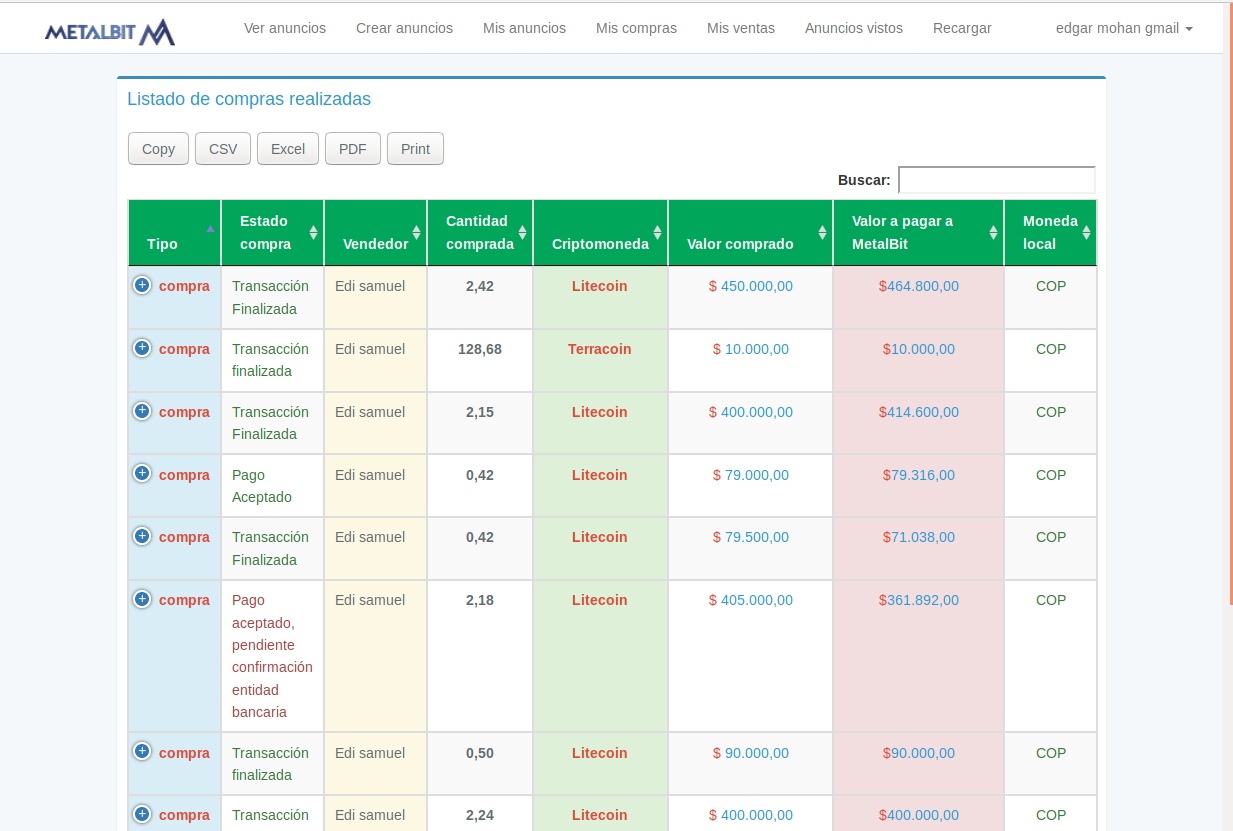 METALBIT Ver anuncios Crear anuncios Mis anuncios Mis compras Mis ventas Anuncios vistos Recargar edgar mohan gmail
Listado de compras realizadas
Copy CSV Excel PDF Print
Buscar:
Tipo Estado compra Vendedor Cantidad comprada Criptomoneda Valor comprado Valor a pagar a MetalBit Moneda local
compra Transacción Finalizada Edi samuel 2,42 Litecoin $ 450.000,00 $464.800,00 COP
compra Transacción finalizada Edi samuel 128,68 Terracoin $ 10.000,00 $10.000,00 COP
compra Transacción Finalizada Edi samuel 2,15 Litecoin $ 400.000,00 $414.600,00 COP
compra Pago Aceptado Edi samuel 0,42 Litecoin $ 79.000,00 $79.316,00 COP
compra Transacción Finalizada Edi samuel 0,42 Litecoin $ 79.500,00 $71.038,00 COP
compra Pago aceptado, pendiente confirmación entidad bancaria Edi samuel 2,18 Litecoin $ 405.000,00 $361.892,00 COP
compra Transacción finalizada Edi samuel 0,50 Litecoin $ 90.000,00 $90.000,00 COP
compra Transacción Edi samuel 2,24 Litecoin $ 400.000,00 $400.000,00 COP